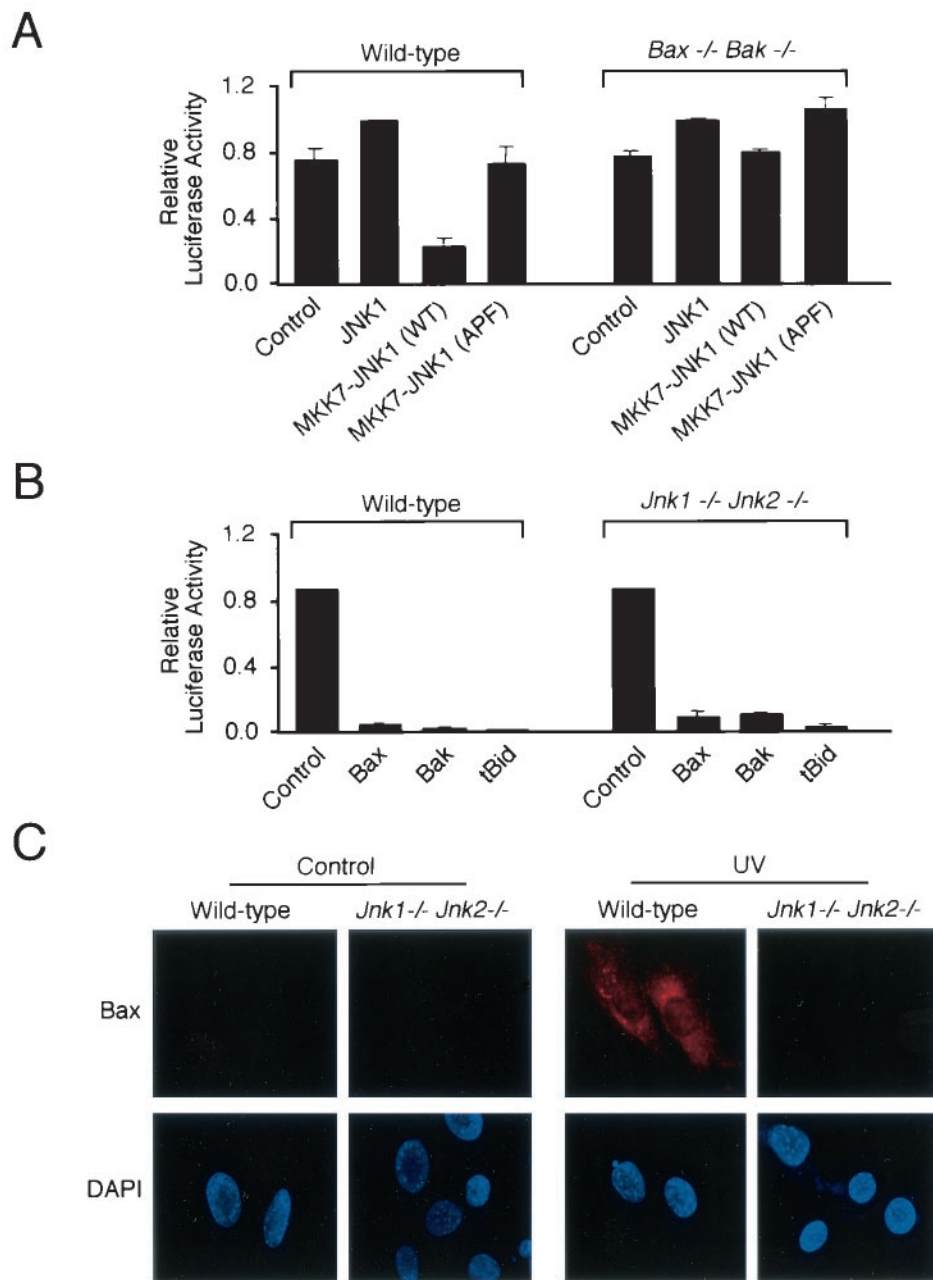 A
Wild-type
Bax -/- Bak -/-
Relative
Luciferase Activity
1.2
0.8
0.4
0.0
Control
JNK1
MKK7-JNK1 (WT)
MKK7-JNK1 (APF)
Control
JNK1
MKK7-JNK1 (WT)
MKK7-JNK1 (APF)
B
Wild-type
Jnk1 -/- Jnk2 -/-
Relative
Luciferase Activity
1.2
0.8
0.4
0.0
Control
Bax
Bak
tBid
Control
Bax
Bak
tBid
C
Control
UV
Wild-type
Jnk1-/- Jnk2-/-
Wild-type
Jnk1-/- Jnk2-/-
Bax
DAPI